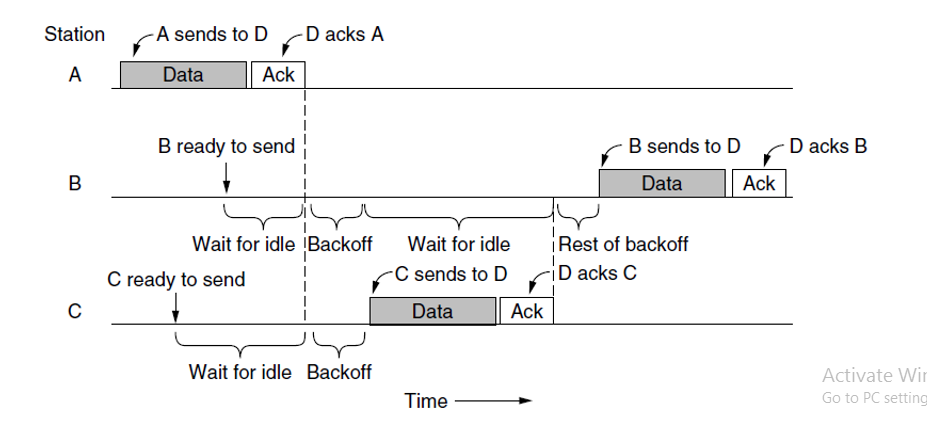 Station
A sends to D
D acks A
A
Data
Ack
B ready to send
B sends to D
D acks B
B
Data
Ack
Wait for idle
Backoff
Wait for idle
Rest of backoff
C ready to send
C sends to D
D acks C
C
Data
Ack
Wait for idle
Backoff
Time
Activate Wir
Go to PC setting